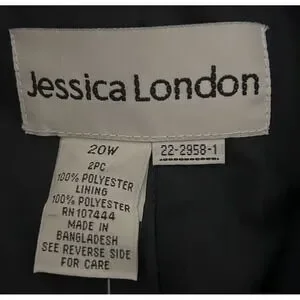 Jessica London
20W
2PC
100% POLYESTER
LINING
100% POLYESTER
RN107444
MADE IN
BANGLADESH
SEE REVERSE SIDE
FOR CARE
22-2958-1